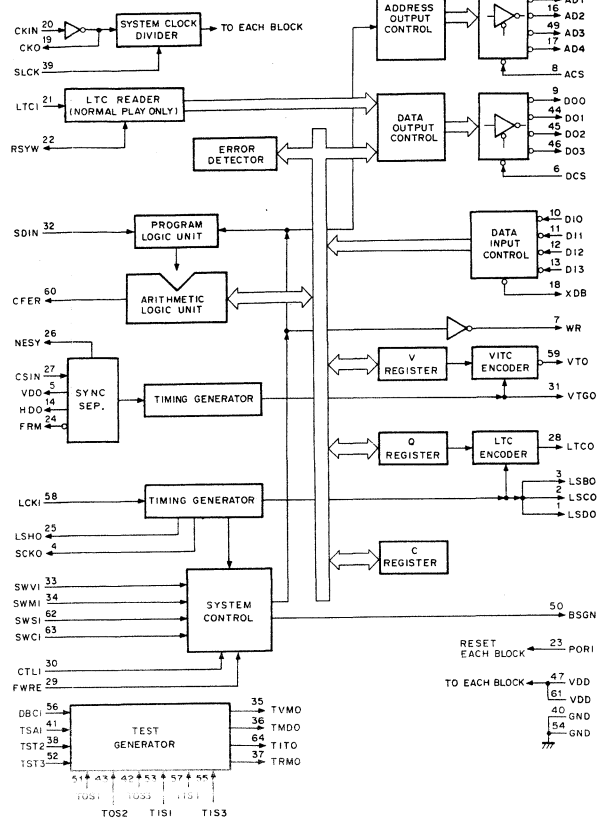 CKIN 20
CKO 19
SYSTEM CLOCK
DIVIDER
TO EACH BLOCK
SLCK 39
ADDRESS
OUTPUT
CONTROL
16 AD2
49 AD3
17 AD4
8 ACS
LTCI 21
LTC READER
(NORMAL PLAY ONLY)
RSYW 22
ERROR
DETECTOR
DATA
OUTPUT
CONTROL
9 DO0
44 DO1
45 DO2
46 DO3
6 DCS
SDIN 32
PROGRAM
LOGIC UNIT
DATA
INPUT
CONTROL
10 DI0
11 DI1
12 DI2
13 DI3
18 XDB
CFER 60
ARITHMETIC
LOGIC UNIT
7 WR
NESY 26
CSIN 27
VDO 5
HDO 14
FRM 24
SYNC
SEP.
TIMING GENERATOR
V
REGISTER
VITC
ENCODER
59 VTO
31 VTGO
Q
REGISTER
LTC
ENCODER
28 LTCO
LCKI 58
TIMING GENERATOR
3 LSBO
2 LSCO
1 LSDO
LSHO 25
SCKO 4
C
REGISTER
SWVI 33
SWMI 34
SWSI 62
SWCI 63
SYSTEM
CONTROL
50 BSGN
CTLI 30
FWRE 29
RESET
EACH BLOCK
23 PORI
TO EACH BLOCK
47 VDD
61 VDD
40 GND
54 GND
DBCI 56
TSAI 41
TST2 38
TST3 52
TEST
GENERATOR
35 TVMO
36 TMDO
64 TITO
37 TRMO
51 43 42 53 57 55
TOS2 TIS1 TIS3